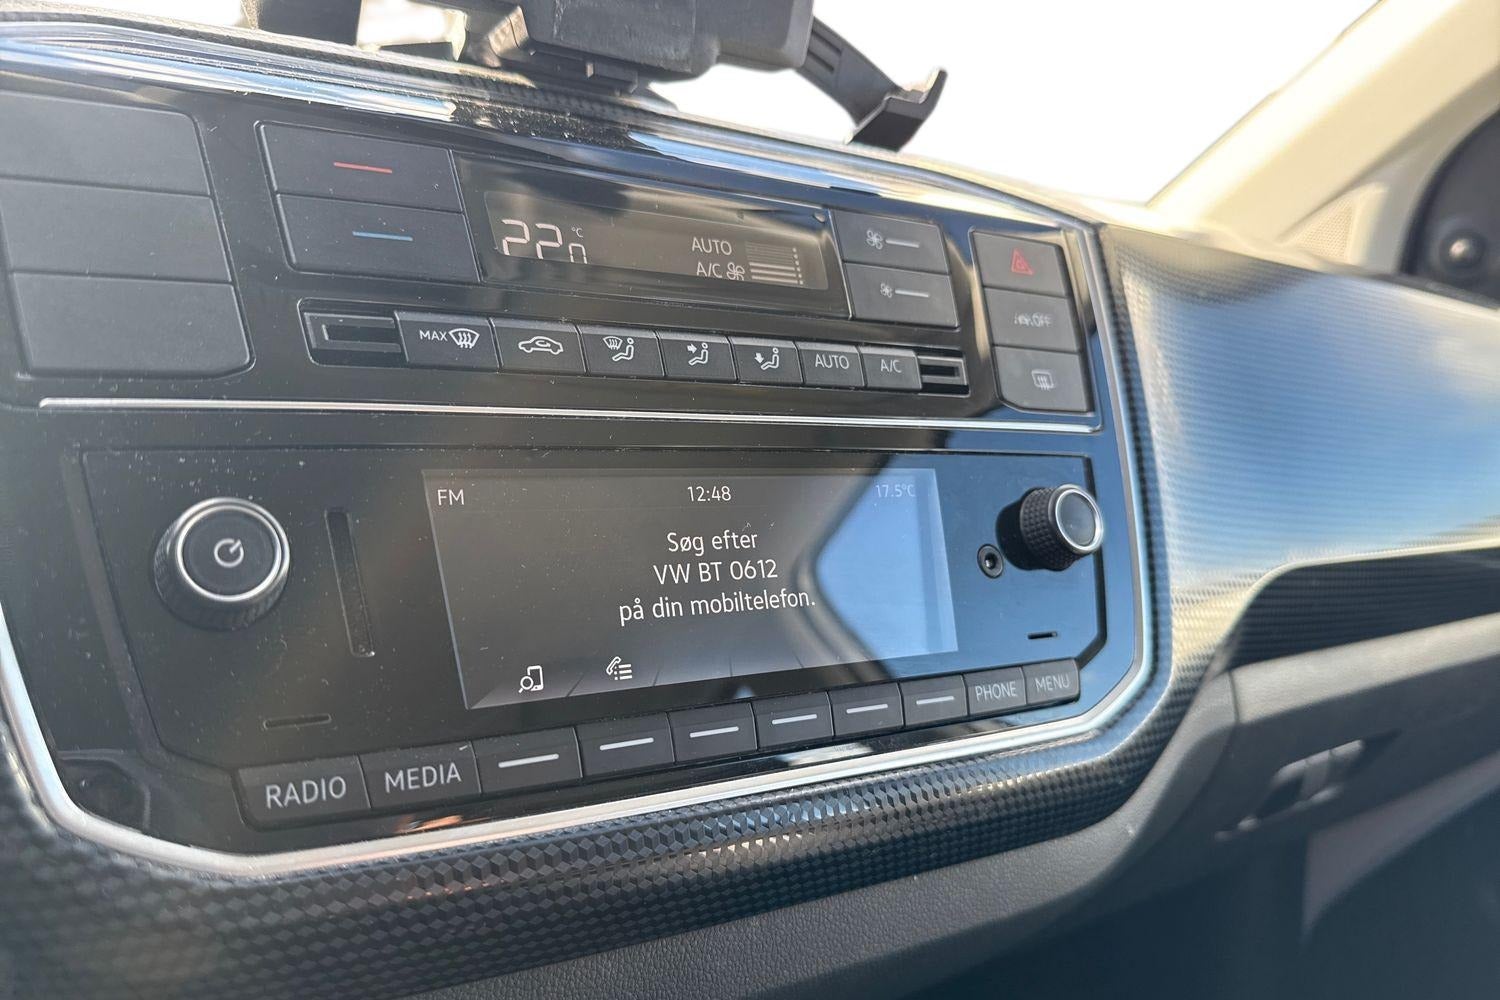 22.0 °C
AUTO
A/C
MAX
AUTO
A/C
FM 12:48 17.5°C
Søg efter
VW BT 0612
på din mobiltelefon.
RADIO MEDIA PHONE MENU